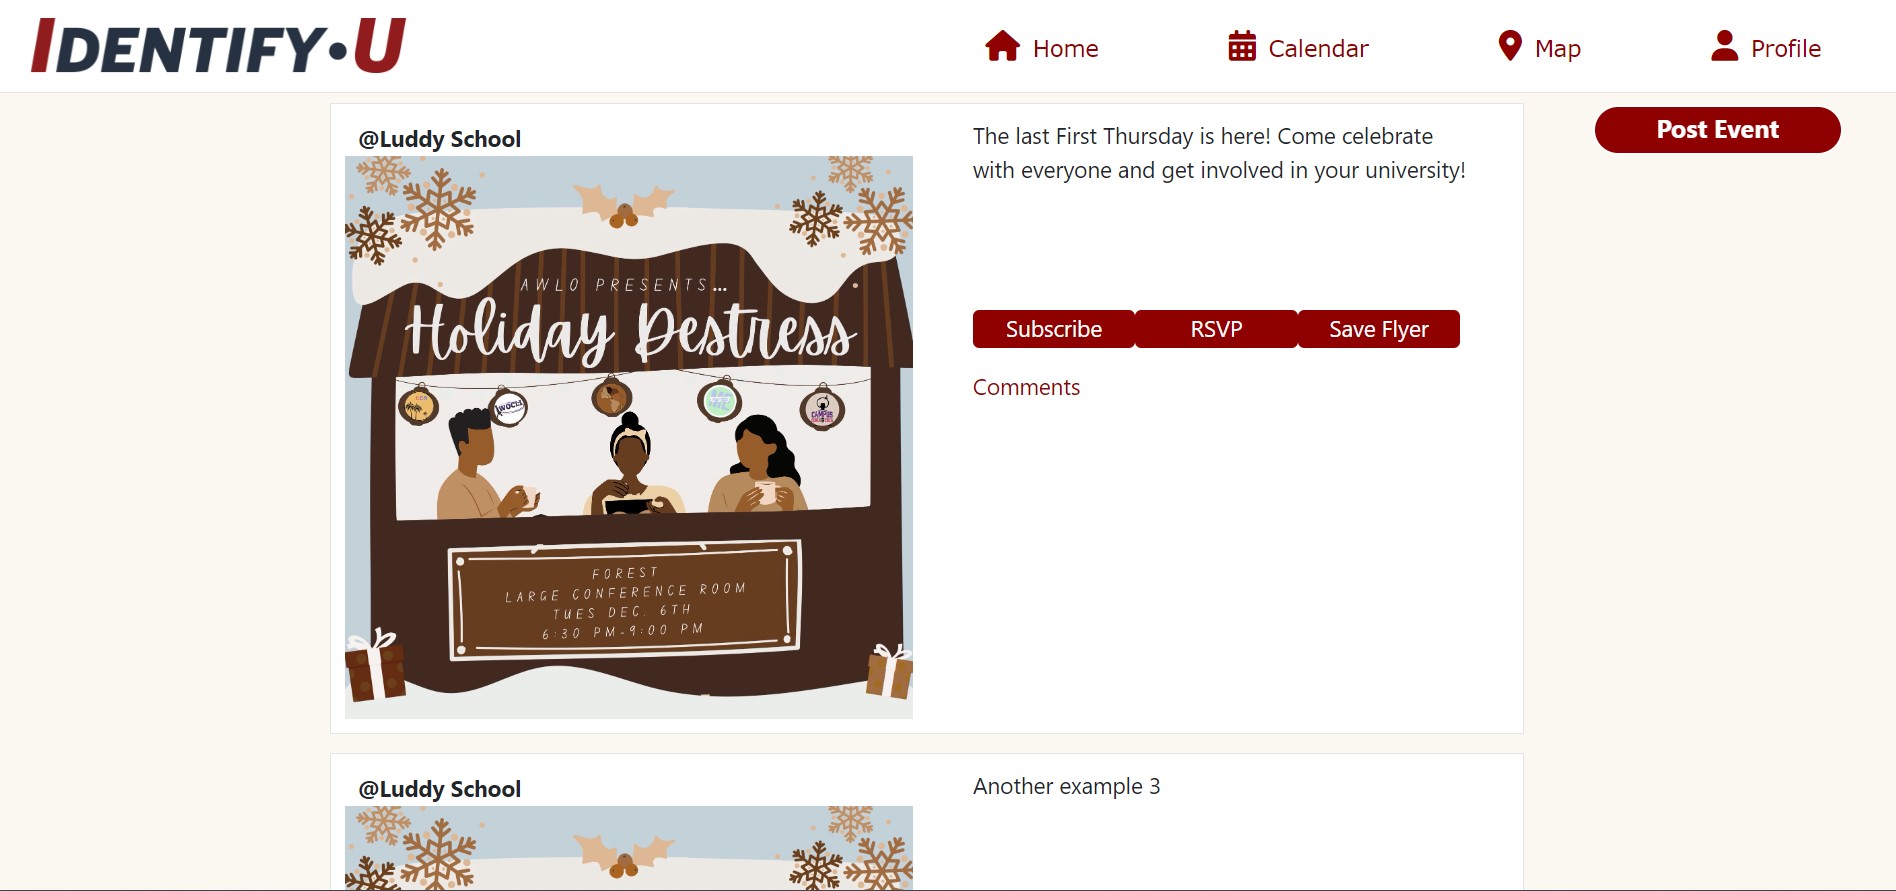 IDENTIFY•U
Home
Calendar
Map
Profile
Post Event
@Luddy School
AWLO PRESENTS...
Holiday Destress
WOCLI
CAMPUS
FOREST
LARGE CONFERENCE ROOM
TUES DEC. 6TH
6:30 PM-9:00 PM
The last First Thursday is here! Come celebrate
with everyone and get involved in your university!
Subscribe
RSVP
Save Flyer
Comments
@Luddy School
Another example 3